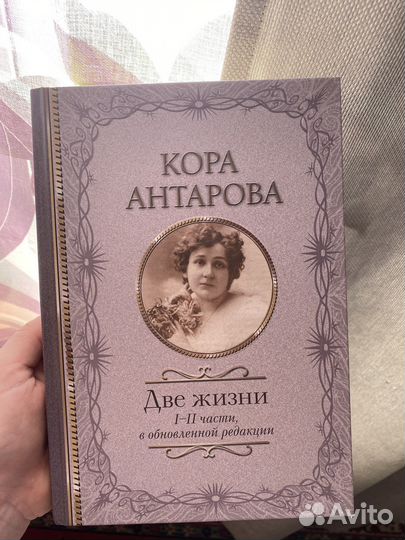 КОРА
АНТАРОВА
Две жизни
I–II части,
в обновленной редакции
Avito